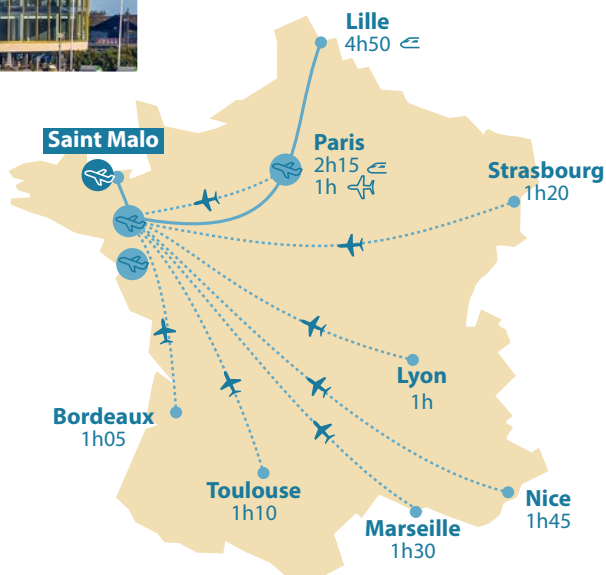 Lille
4h50
Saint Malo
Paris
2h15
1h
Strasbourg
1h20
Lyon
1h
Bordeaux
1h05
Toulouse
1h10
Nice
1h45
Marseille
1h30